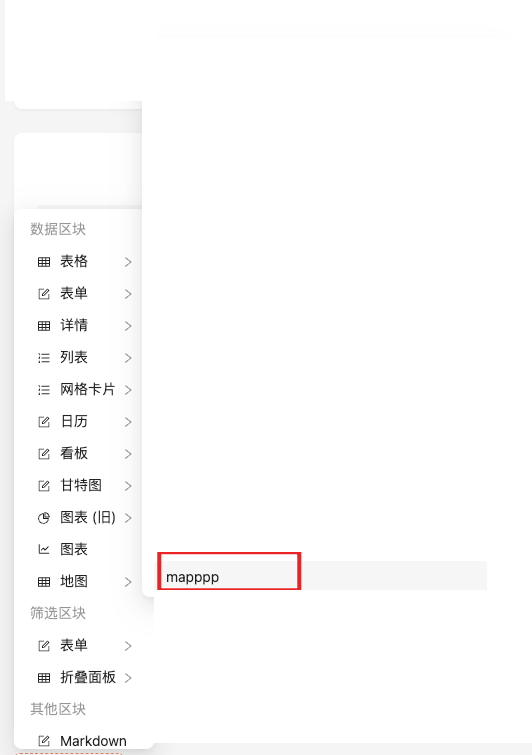 数据区块
表格
表单
详情
列表
网格卡片
日历
看板
甘特图
图表 (旧)
图表
地图
mapppp
筛选区块
表单
折叠面板
其他区块
Markdown